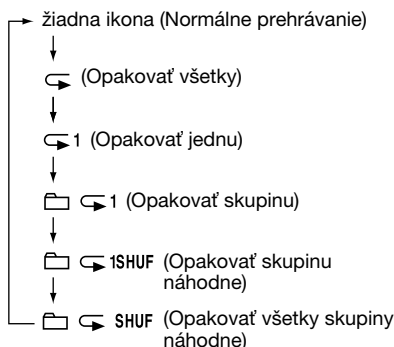 žiadna ikona (Normálne prehrávanie)
(Opakovať všetky)
1 (Opakovať jednu)
1 (Opakovať skupinu)
1SHUF (Opakovať skupinu
náhodne)
SHUF (Opakovať všetky skupiny
náhodne)